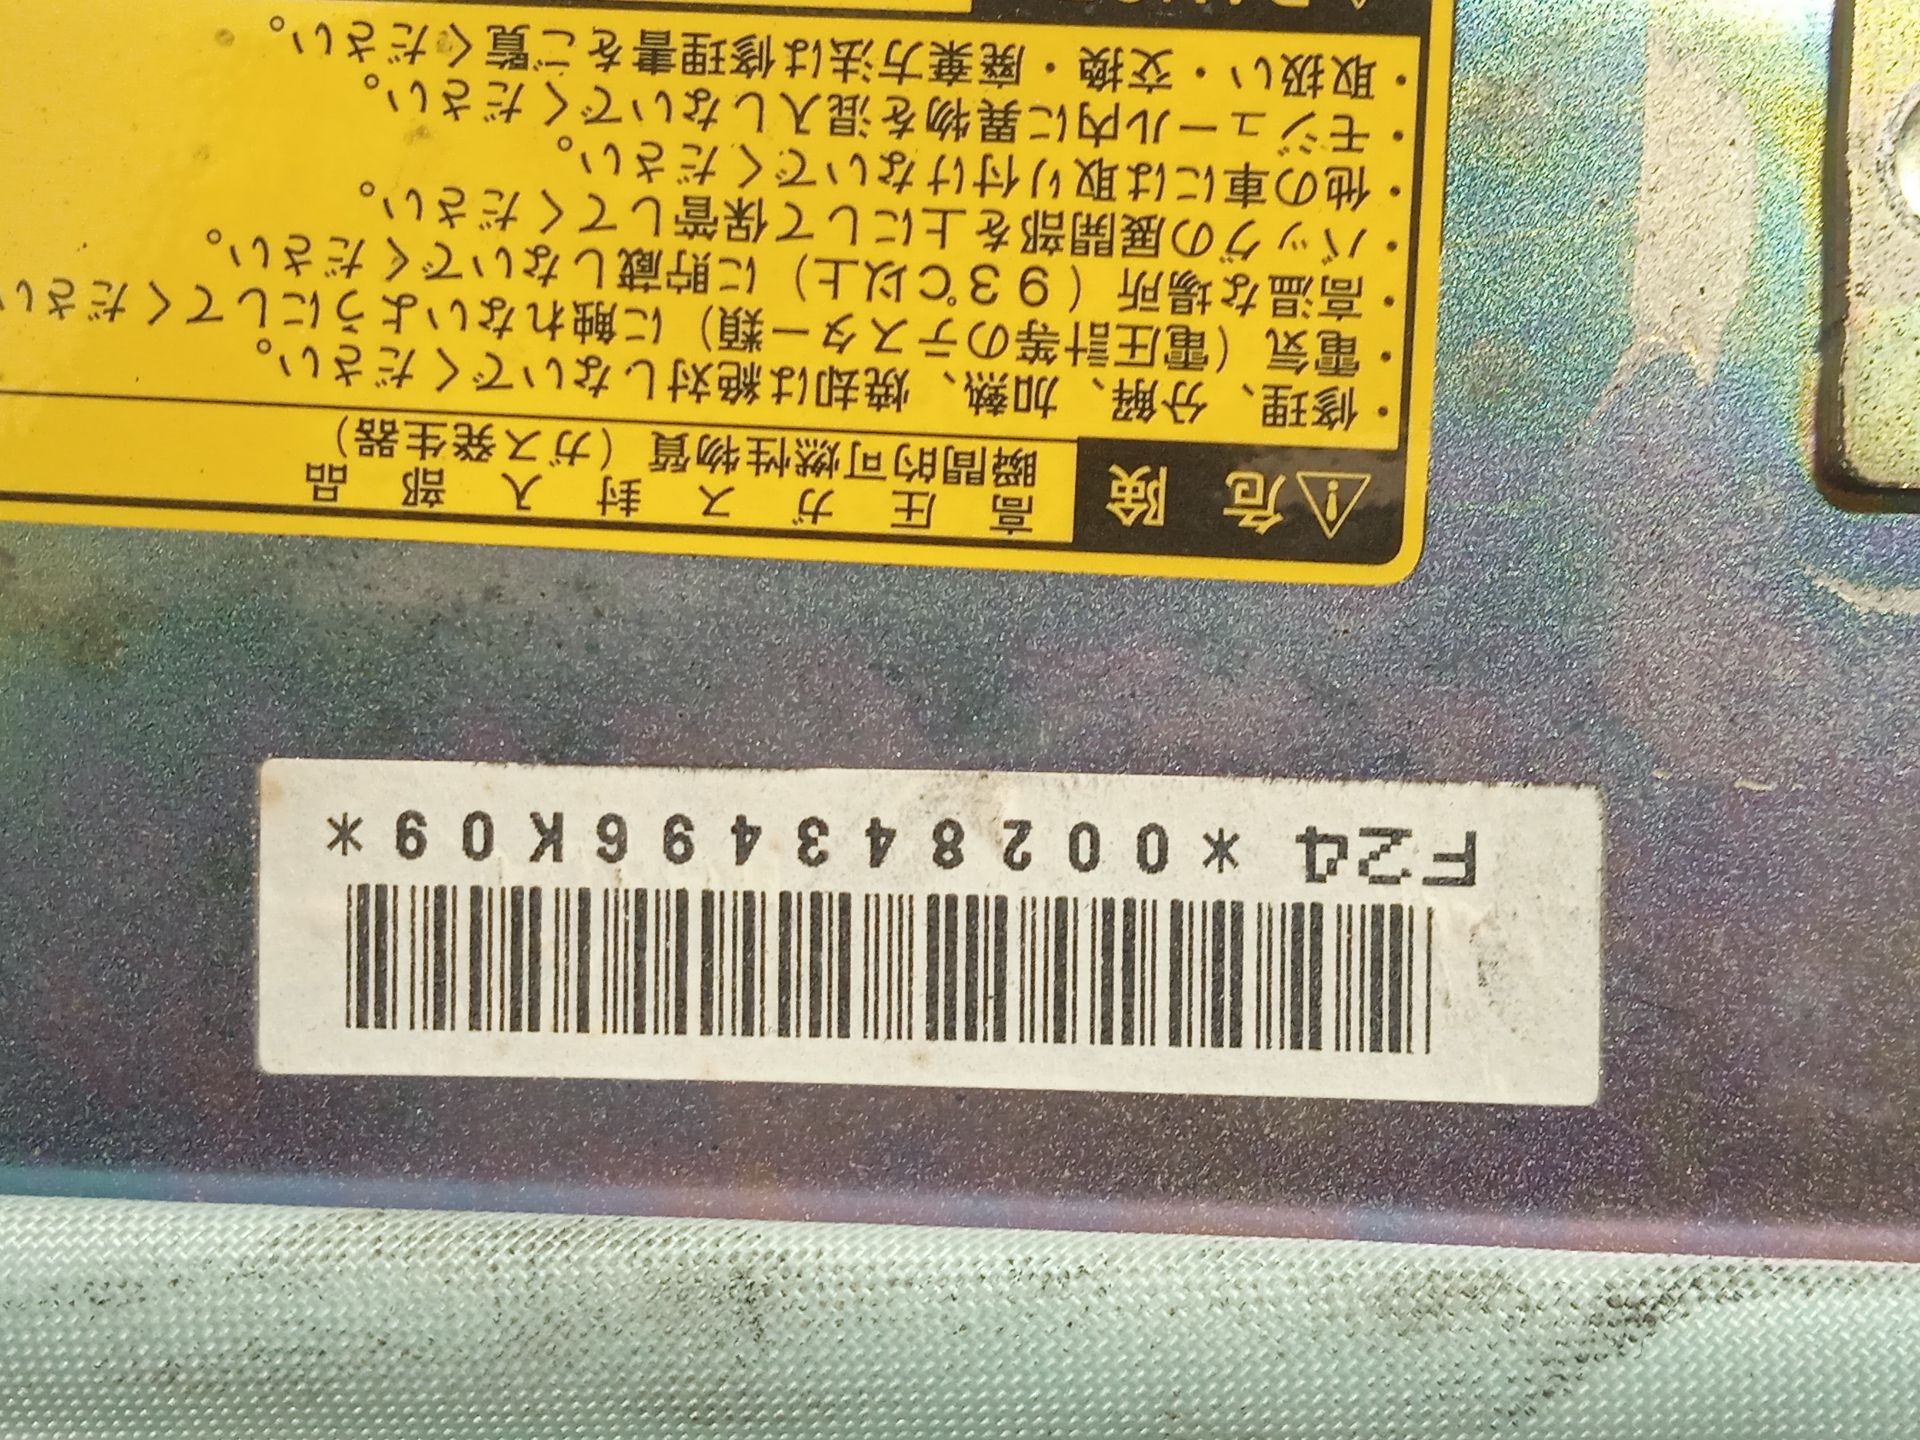 F24 *002843496K09*
危険 高圧ガス封入部品
瞬間的可燃性物質（ガス発生器）
・修理、分解、加熱、焼却は絶対しないでください。
・電気（電圧計等のテスター類）に触れないようにしてください
・高温な場所（93℃以上）に貯蔵しないでください。
・バッグの展開部を上にして保管してください。
・他の車には取り付けないでください。
・モジュール内に異物を混入しないでください。
・取扱い・交換・廃棄方法は修理書をご覧ください。